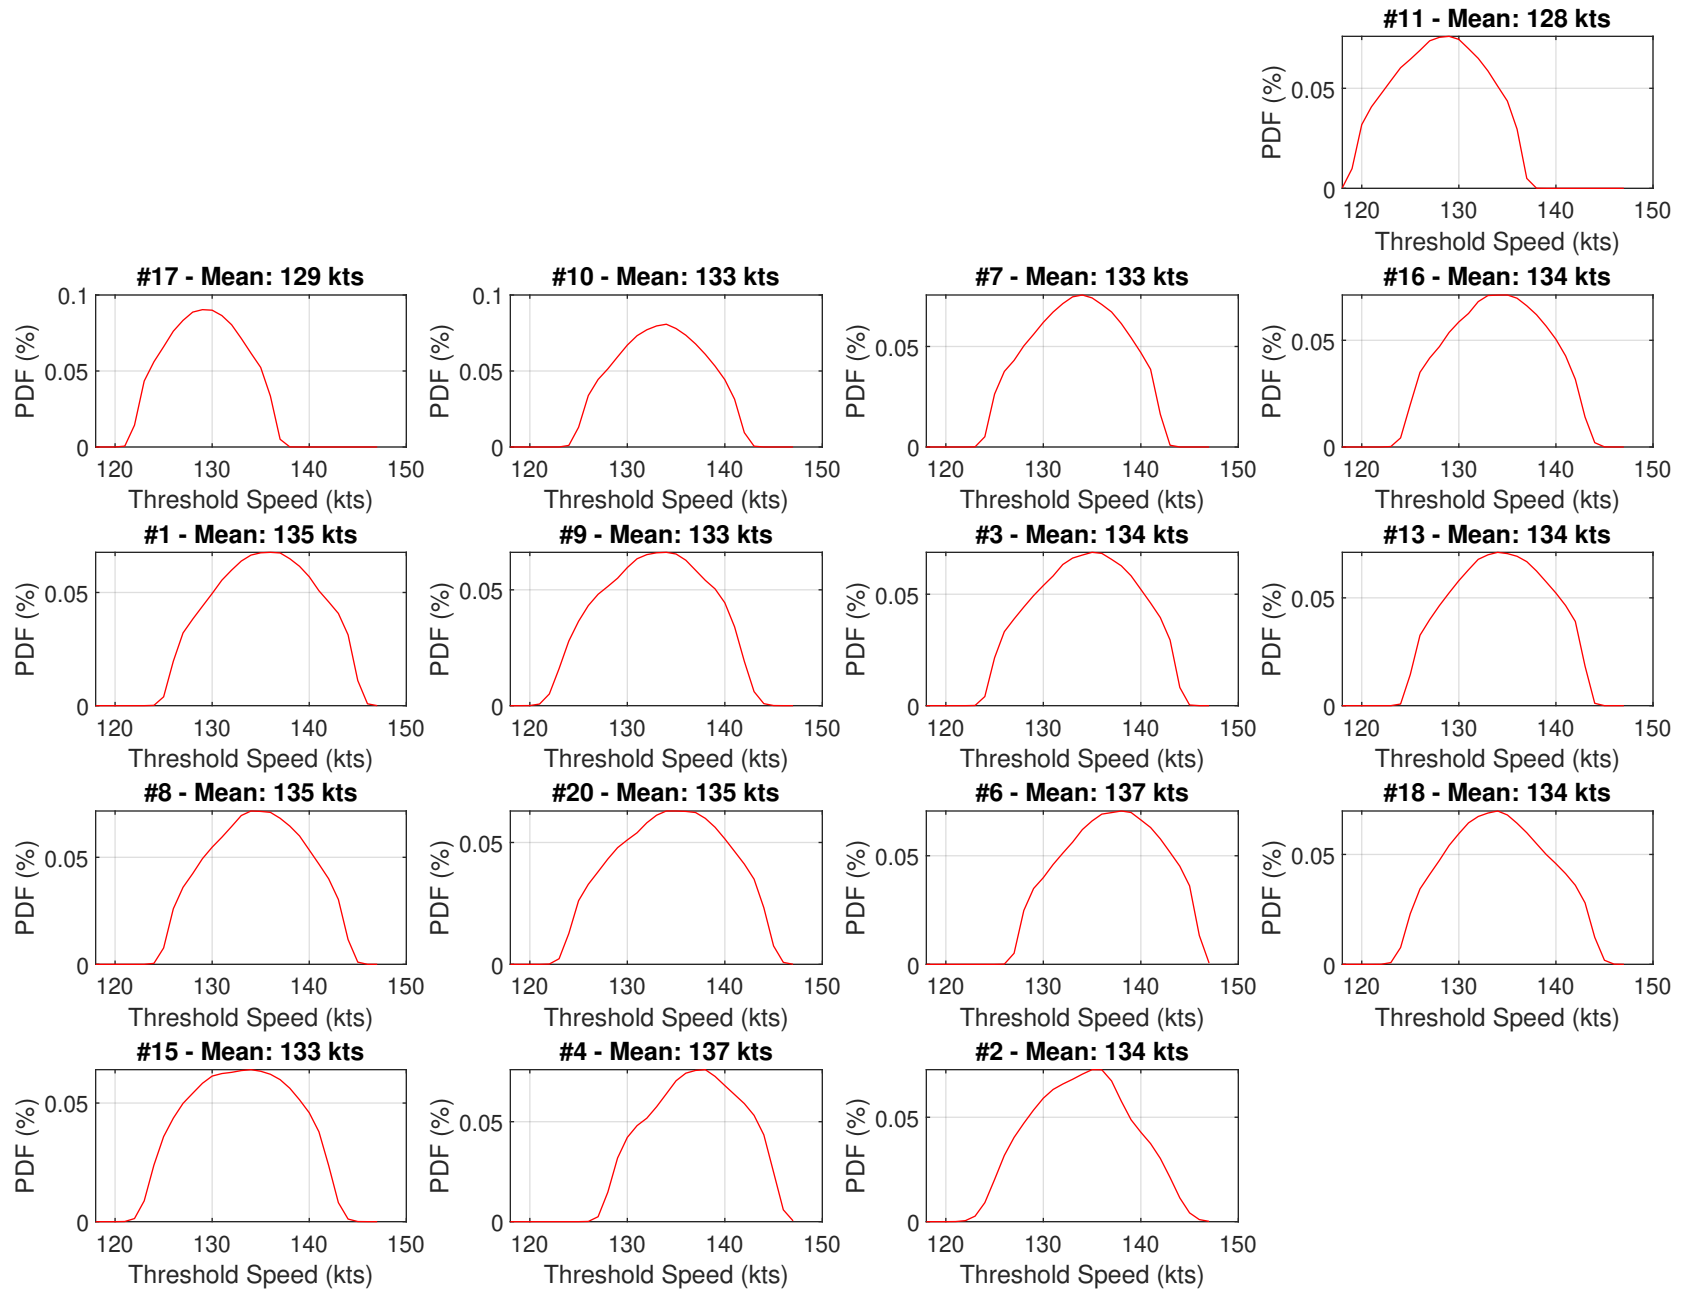 #11 - Mean: 128 kts
PDF (%)
0.05
0
120 130 140 150
Threshold Speed (kts)
#17 - Mean: 129 kts
PDF (%)
0.1
0.05
0
120 130 140 150
Threshold Speed (kts)
#10 - Mean: 133 kts
PDF (%)
0.1
0.05
0
120 130 140 150
Threshold Speed (kts)
#7 - Mean: 133 kts
PDF (%)
0.05
0
120 130 140 150
Threshold Speed (kts)
#16 - Mean: 134 kts
PDF (%)
0.05
0
120 130 140 150
Threshold Speed (kts)
#1 - Mean: 135 kts
PDF (%)
0.05
0
120 130 140 150
Threshold Speed (kts)
#9 - Mean: 133 kts
PDF (%)
0.05
0
120 130 140 150
Threshold Speed (kts)
#3 - Mean: 134 kts
PDF (%)
0.05
0
120 130 140 150
Threshold Speed (kts)
#13 - Mean: 134 kts
PDF (%)
0.05
0
120 130 140 150
Threshold Speed (kts)
#8 - Mean: 135 kts
PDF (%)
0.05
0
120 130 140 150
Threshold Speed (kts)
#20 - Mean: 135 kts
PDF (%)
0.05
0
120 130 140 150
Threshold Speed (kts)
#6 - Mean: 137 kts
PDF (%)
0.05
0
120 130 140 150
Threshold Speed (kts)
#18 - Mean: 134 kts
PDF (%)
0.05
0
120 130 140 150
Threshold Speed (kts)
#15 - Mean: 133 kts
PDF (%)
0.05
0
120 130 140 150
Threshold Speed (kts)
#4 - Mean: 137 kts
PDF (%)
0.05
0
120 130 140 150
Threshold Speed (kts)
#2 - Mean: 134 kts
PDF (%)
0.05
0
120 130 140 150
Threshold Speed (kts)